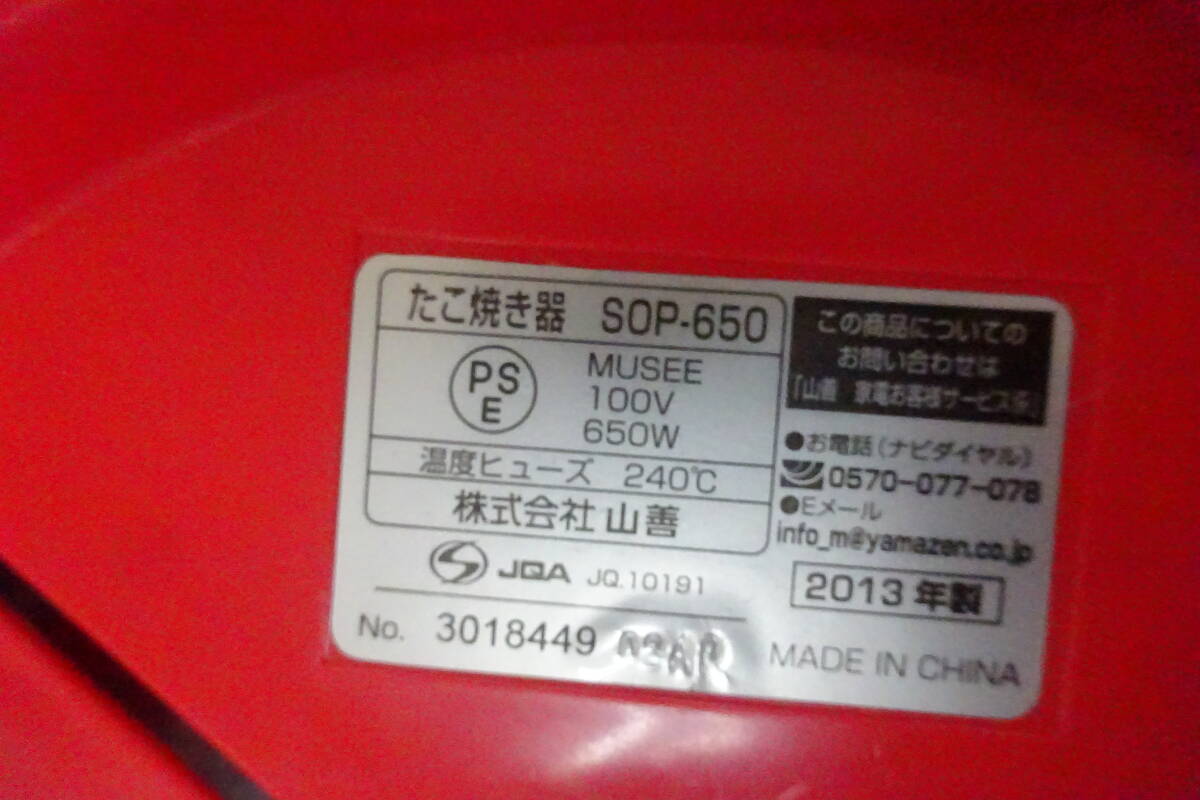 たこ焼き器 SOP-650
PS
E
MUSEE
100V
650W
温度ヒューズ 240℃
株式会社 山善
JQA JQ.10191
No. 3018449
この商品についての
お問い合わせは
「山善 家電お客様サービス係」
●お電話(ナビダイヤル)
0570-077-078
●Eメール
info_m@yamazen.co.jp
2013年製
MADE IN CHINA